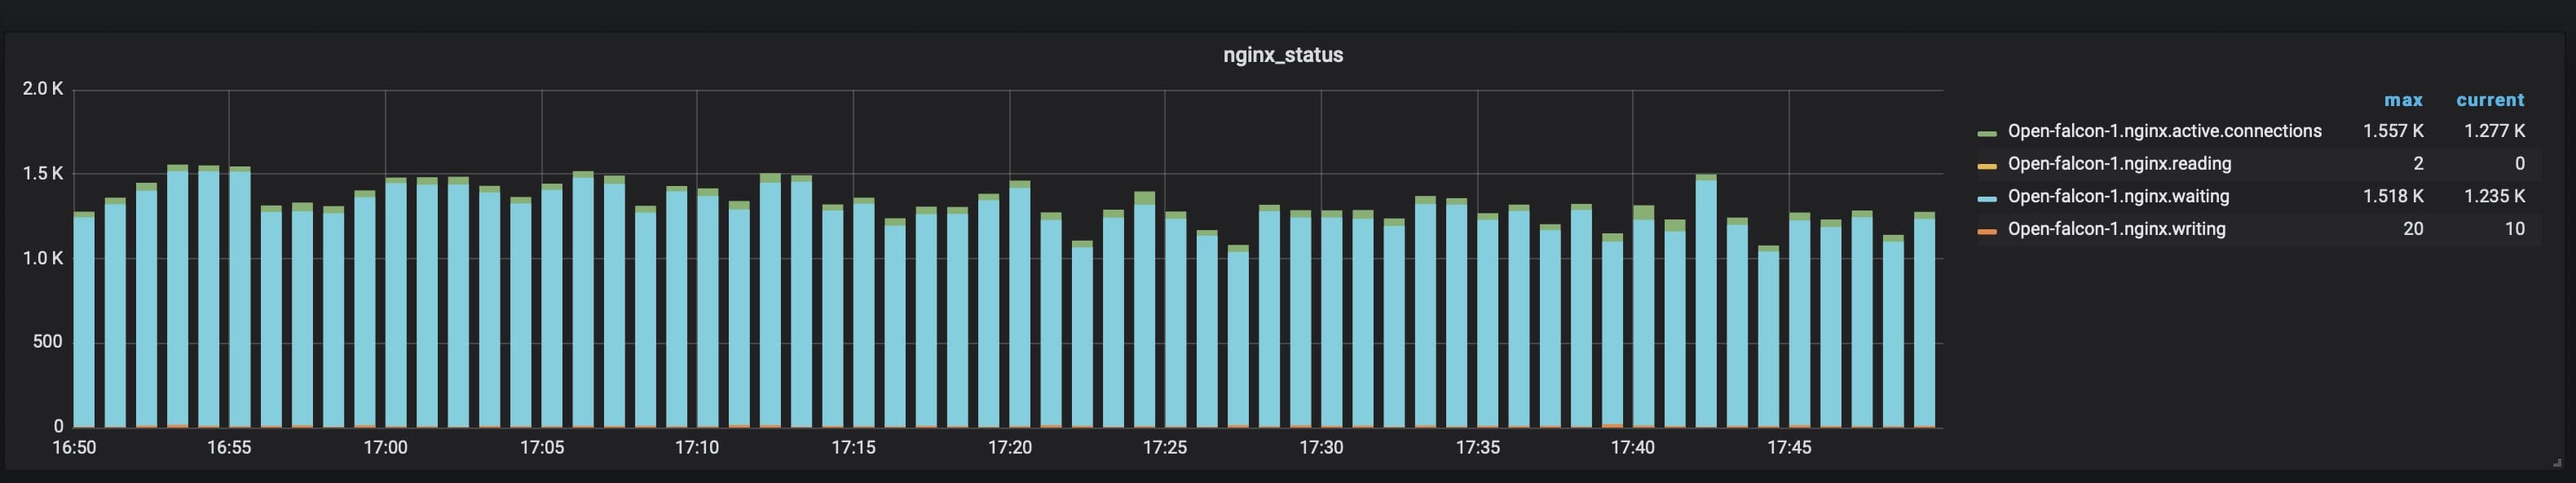 nginx_status
2.0 K
1.5 K
1.0 K
500
0
16:50 16:55 17:00 17:05 17:10 17:15 17:20 17:25 17:30 17:35 17:40 17:45
max current
Open-falcon-1.nginx.active.connections 1.557 K 1.277 K
Open-falcon-1.nginx.reading 2 0
Open-falcon-1.nginx.waiting 1.518 K 1.235 K
Open-falcon-1.nginx.writing 20 10